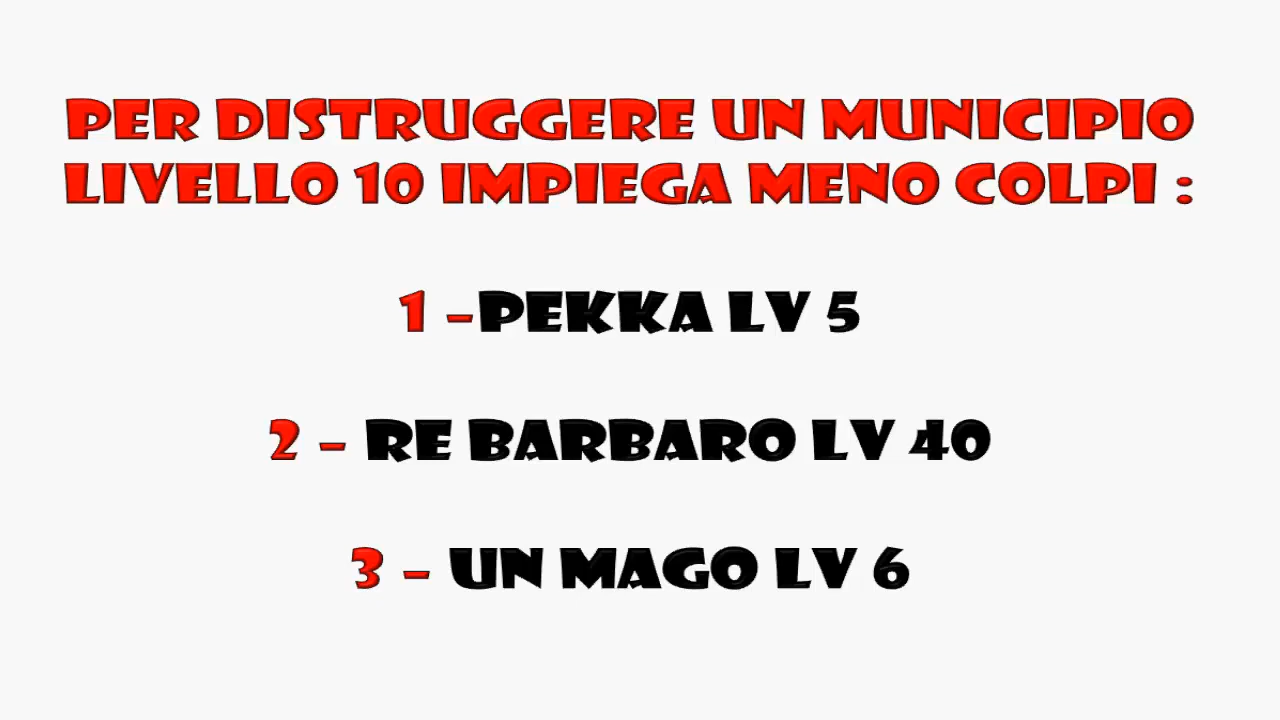 PER DISTRUGGERE UN MUNICIPIO
LIVELLO 10 IMPIEGA MENO COLPI :
1 -PEKKA LV 5
2 - RE BARBARO LV 40
3 - UN MAGO LV 6